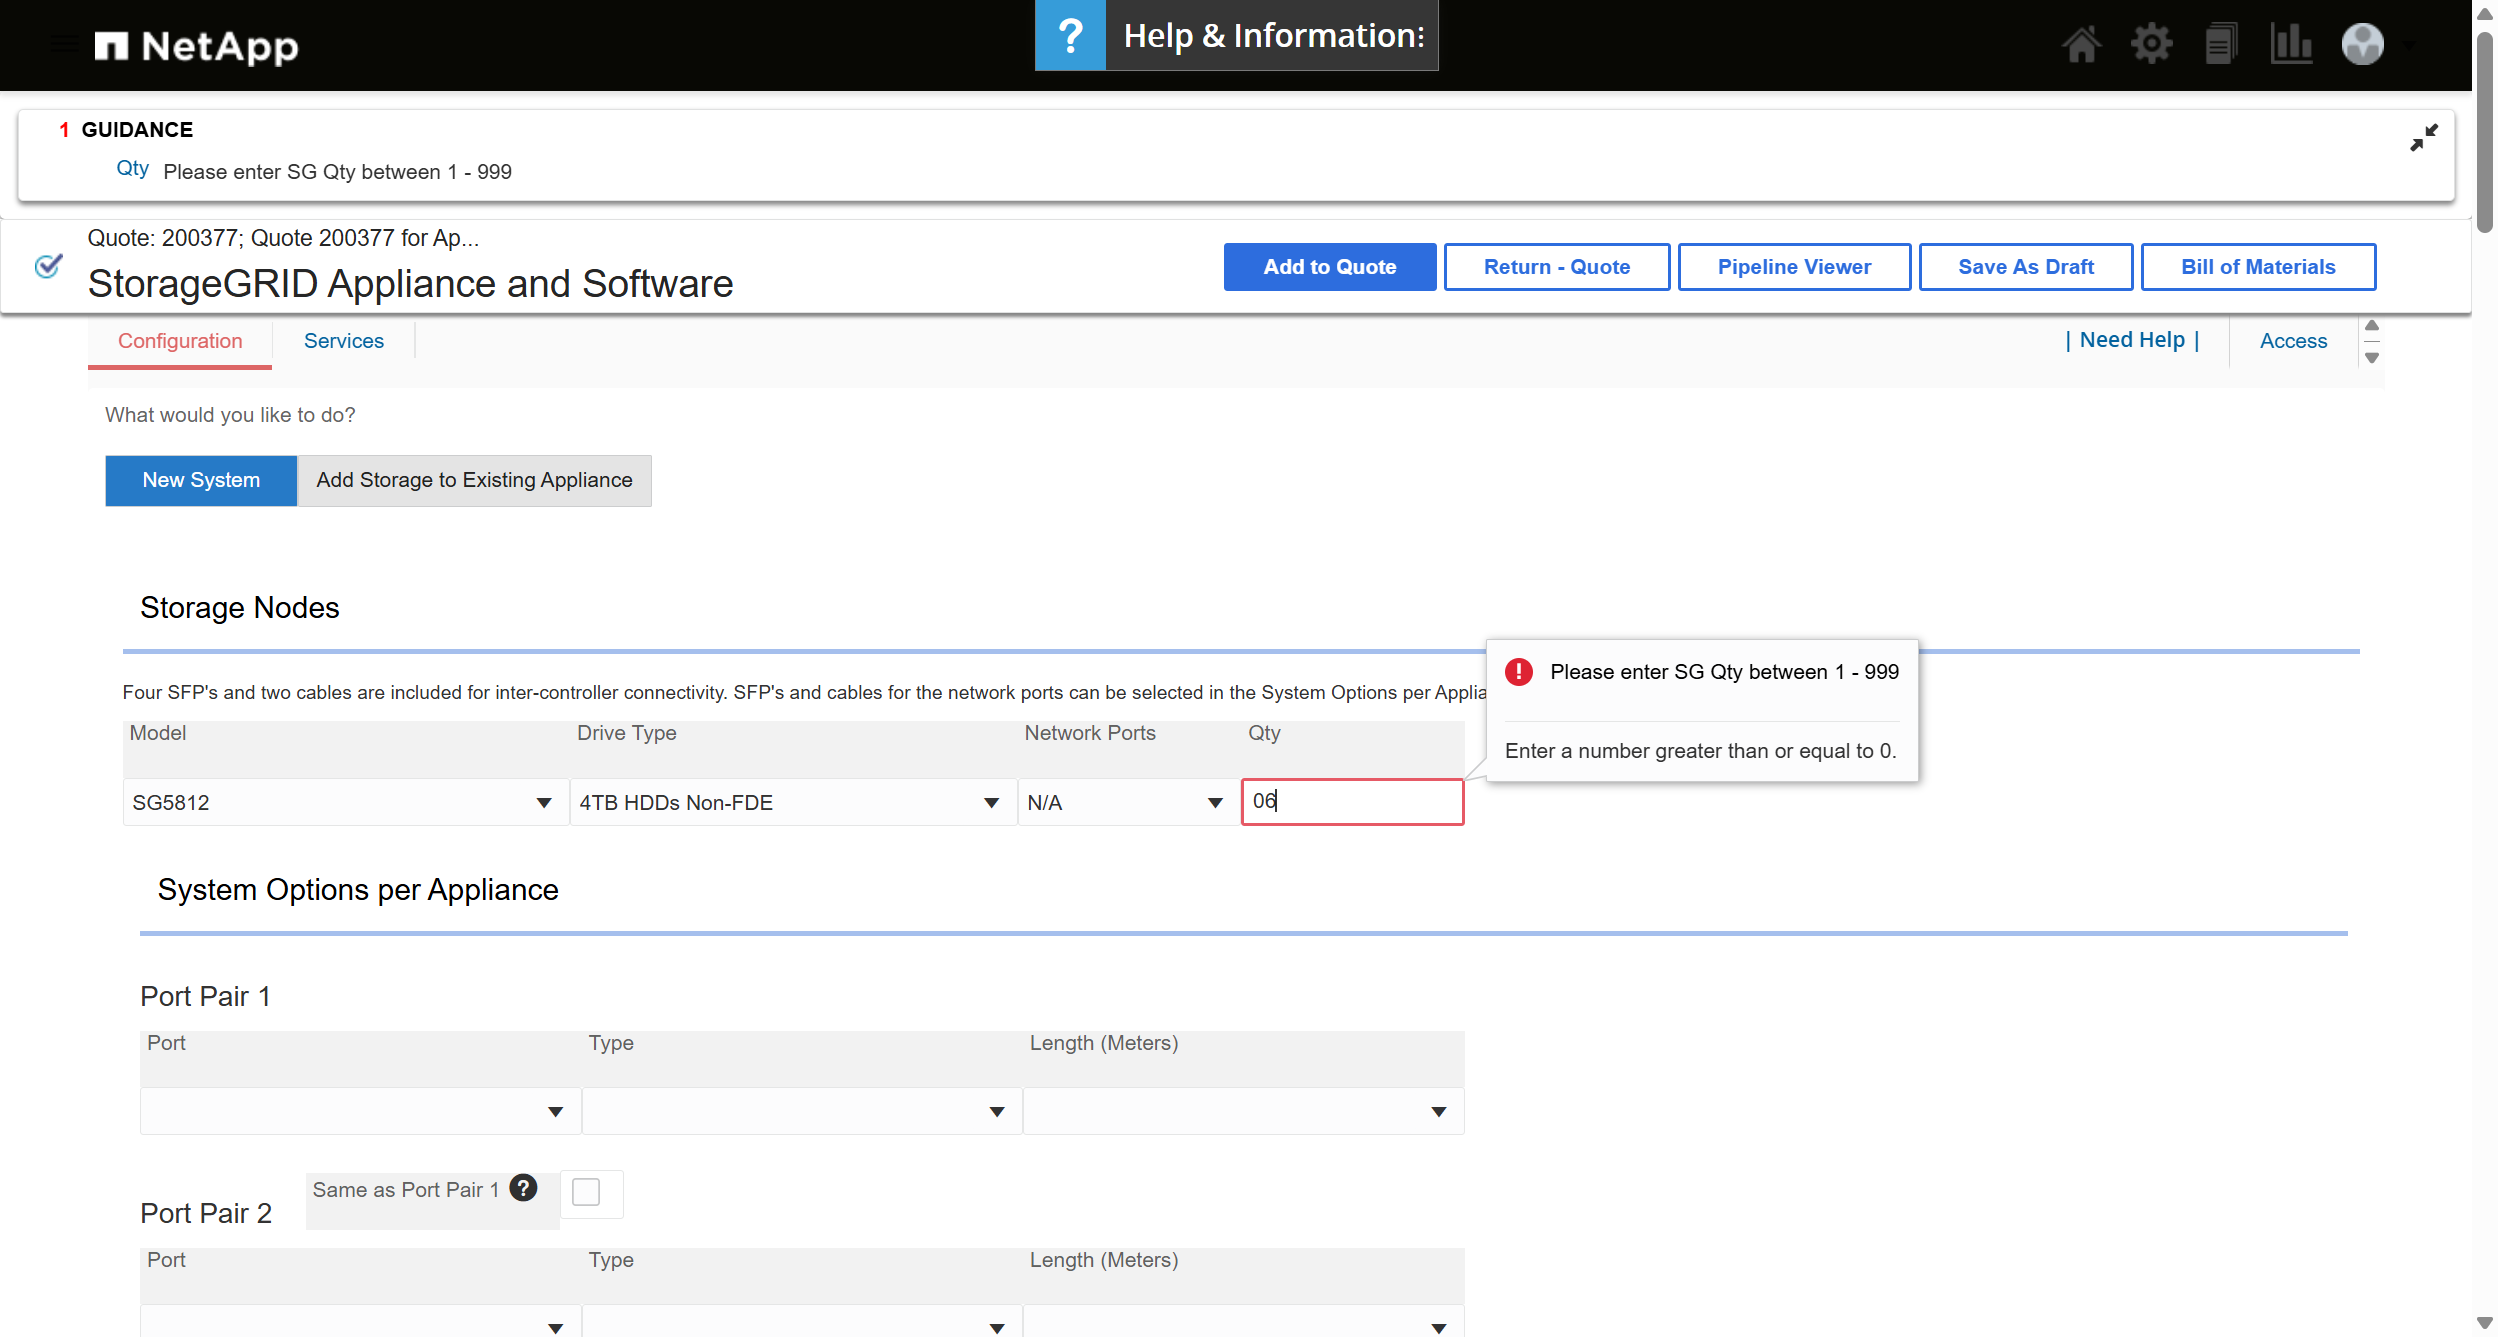 NetApp
? Help & Information:
1 GUIDANCE
Qty Please enter SG Qty between 1 - 999
Quote: 200377; Quote 200377 for Ap...
StorageGRID Appliance and Software
Add to Quote
Return - Quote
Pipeline Viewer
Save As Draft
Bill of Materials
Configuration
Services
| Need Help |
Access
What would you like to do?
New System
Add Storage to Existing Appliance
Storage Nodes
Please enter SG Qty between 1 - 999
Enter a number greater than or equal to 0.
Four SFP's and two cables are included for inter-controller connectivity. SFP's and cables for the network ports can be selected in the System Options per Applia
Model Drive Type Network Ports Qty
SG5812 4TB HDDs Non-FDE N/A 06
System Options per Appliance
Port Pair 1
Port Type Length (Meters)
Same as Port Pair 1 ?
Port Pair 2
Port Type Length (Meters)